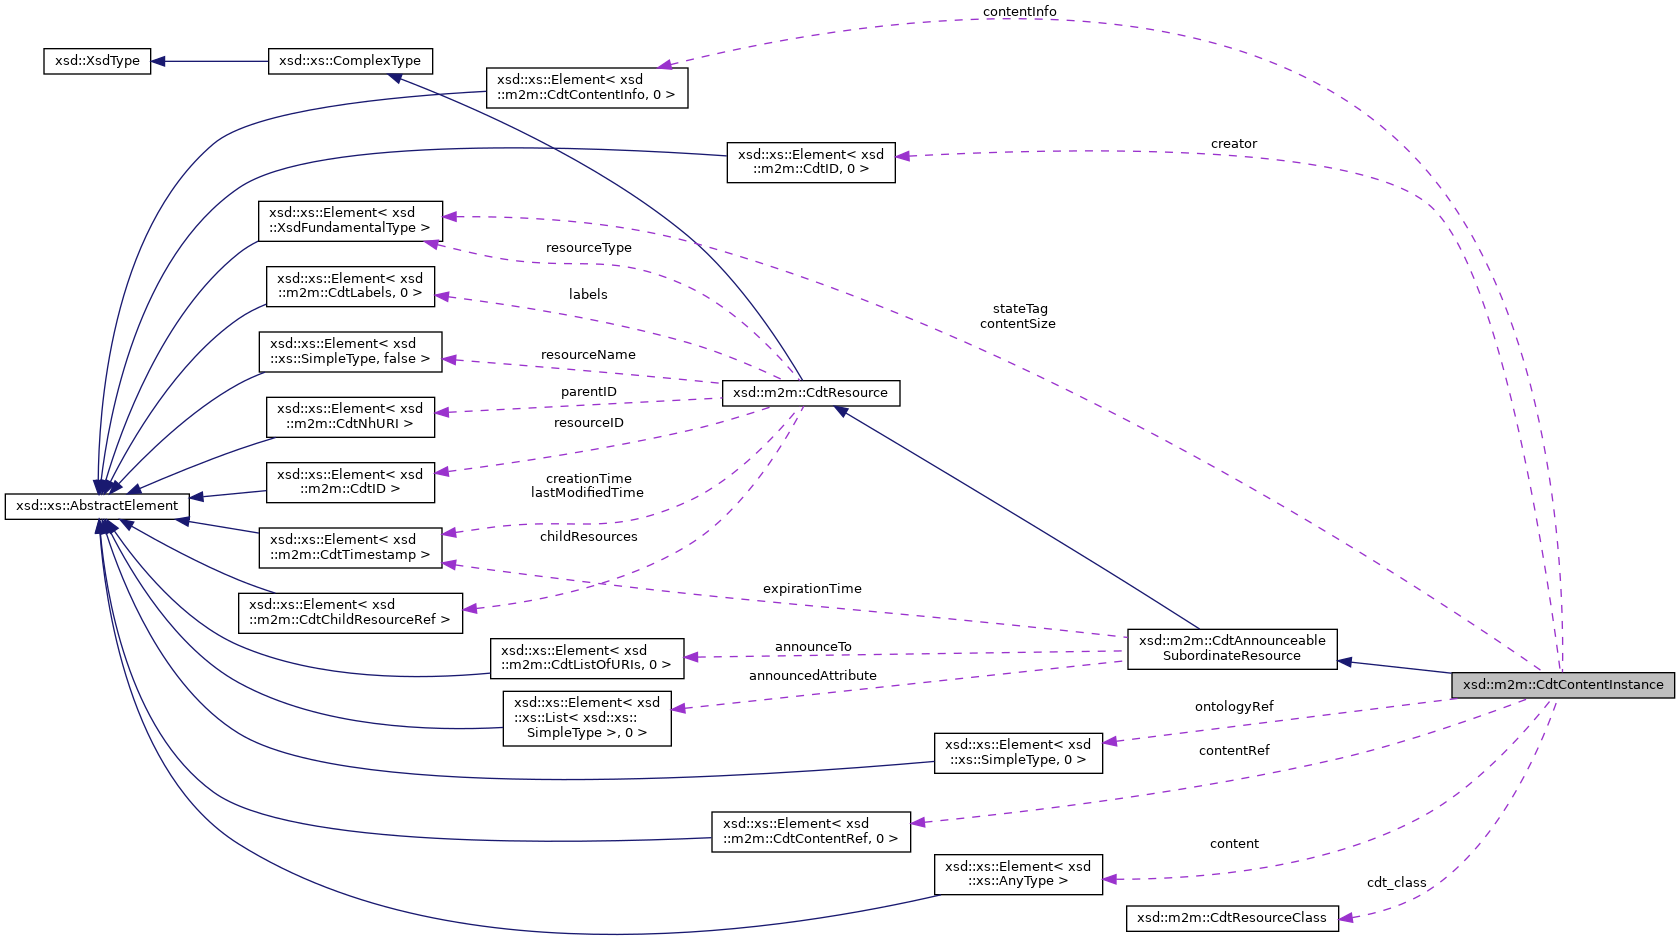 contentInfo
xsd::XsdType
xsd::xs::ComplexType
xsd::xs::Element< xsd
::m2m::CdtContentInfo, 0 >
creator
xsd::xs::Element< xsd
::m2m::CdtID, 0 >
xsd::xs::Element< xsd
::XsdFundamentalType >
resourceType
xsd::xs::Element< xsd
::m2m::CdtLabels, 0 >
labels
stateTag
contentSize
xsd::xs::Element< xsd
::xs::SimpleType, false >
resourceName
xsd::m2m::CdtResource
parentID
xsd::xs::Element< xsd
::m2m::CdtNhURI >
resourceID
xsd::xs::Element< xsd
::m2m::CdtID >
creationTime
lastModifiedTime
xsd::xs::AbstractElement
xsd::xs::Element< xsd
::m2m::CdtTimestamp >
childResources
expirationTime
xsd::xs::Element< xsd
::m2m::CdtChildResourceRef >
xsd::m2m::CdtAnnounceable
SubordinateResource
announceTo
xsd::xs::Element< xsd
::m2m::CdtListOfURIs, 0 >
announcedAttribute
xsd::m2m::CdtContentInstance
xsd::xs::Element< xsd
::xs::List< xsd::xs::
SimpleType >, 0 >
ontologyRef
xsd::xs::Element< xsd
::xs::SimpleType, 0 >
contentRef
xsd::xs::Element< xsd
::m2m::CdtContentRef, 0 >
content
xsd::xs::Element< xsd
::xs::AnyType >
cdt_class
xsd::m2m::CdtResourceClass